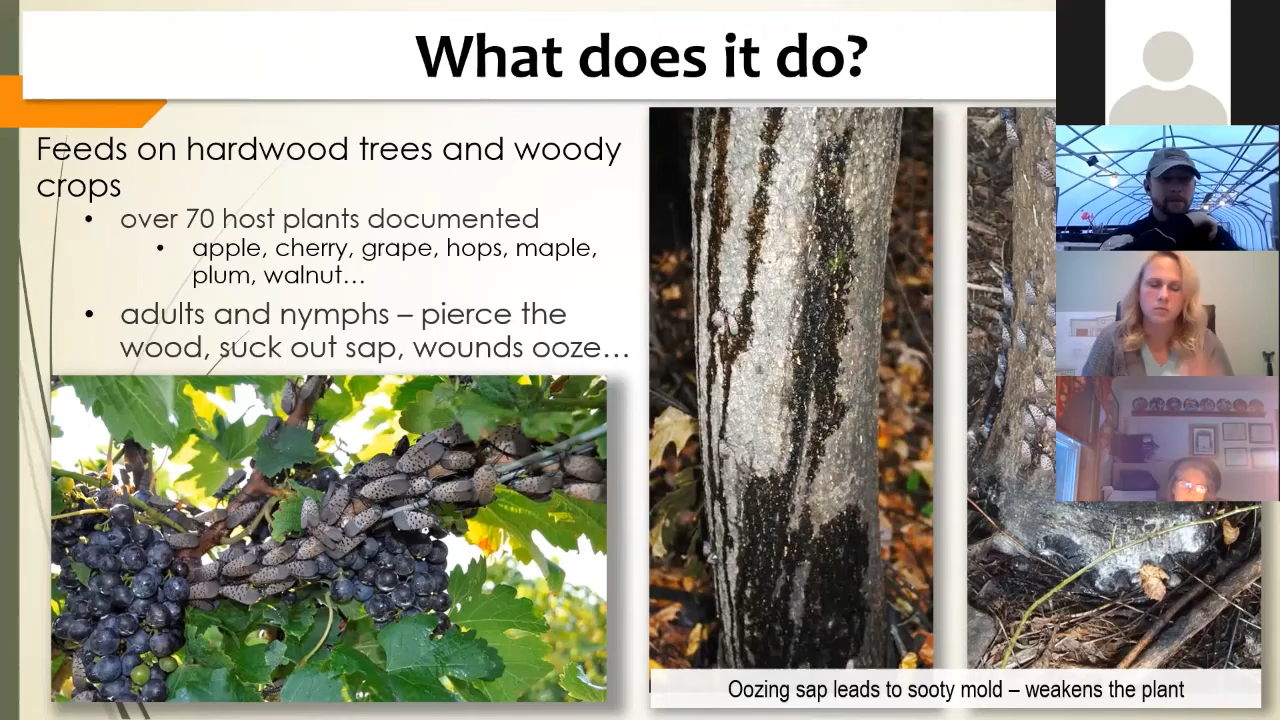 What does it do?
Feeds on hardwood trees and woody
crops
• over 70 host plants documented
• apple, cherry, grape, hops, maple,
plum, walnut...
• adults and nymphs – pierce the
wood, suck out sap, wounds ooze...
Oozing sap leads to sooty mold – weakens the plant